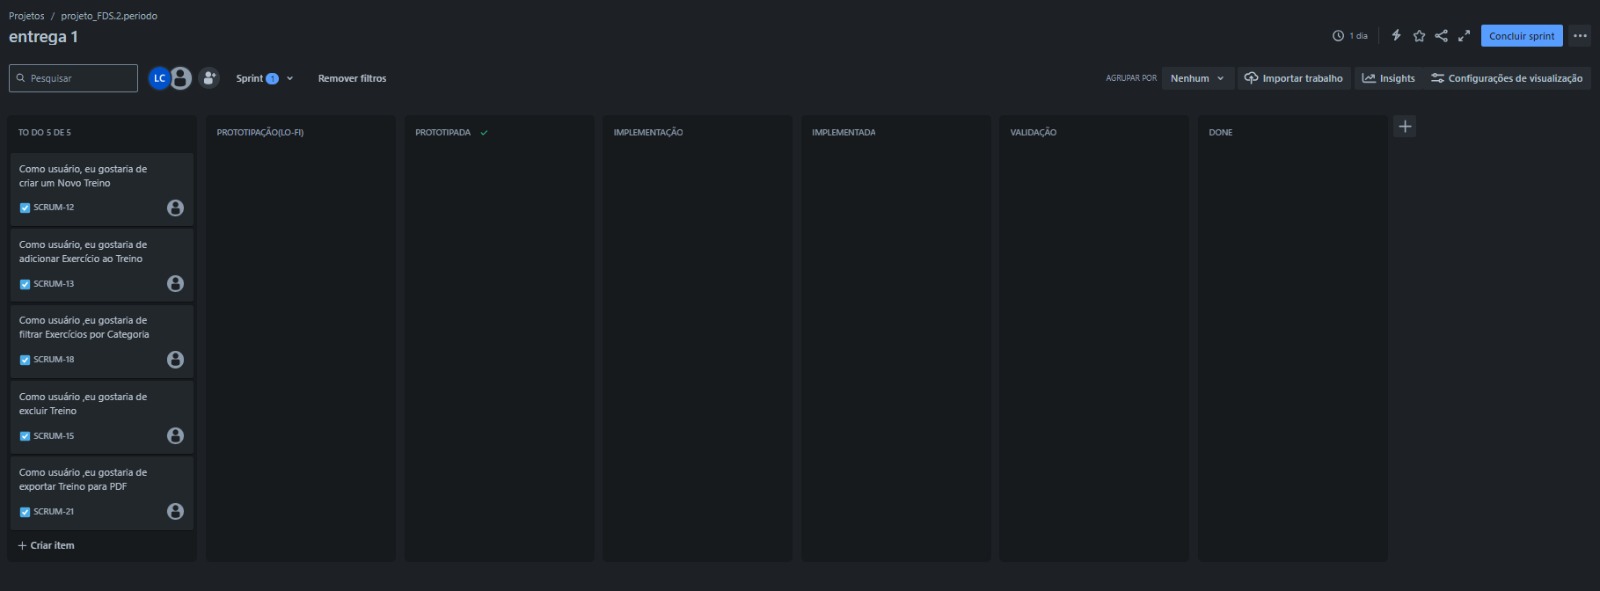 Projetos / projeto_FDS.2.periodo
entrega 1
1 dia
Concluir sprint
Pesquisar
LC
Sprint 1
Remover filtros
AGRUPAR POR
Nenhum
Importar trabalho
Insights
Configurações de visualização
TO DO 5 DE 5
PROTOTIPAÇÃO(LO-FI)
PROTOTIPADA
IMPLEMENTAÇÃO
IMPLEMENTADA
VALIDAÇÃO
DONE
Como usuário, eu gostaria de
criar um Novo Treino
SCRUM-12
Como usuário, eu gostaria de
adicionar Exercício ao Treino
SCRUM-13
Como usuário ,eu gostaria de
filtrar Exercícios por Categoria
SCRUM-18
Como usuário ,eu gostaria de
excluir Treino
SCRUM-15
Como usuário ,eu gostaria de
exportar Treino para PDF
SCRUM-21
Criar item